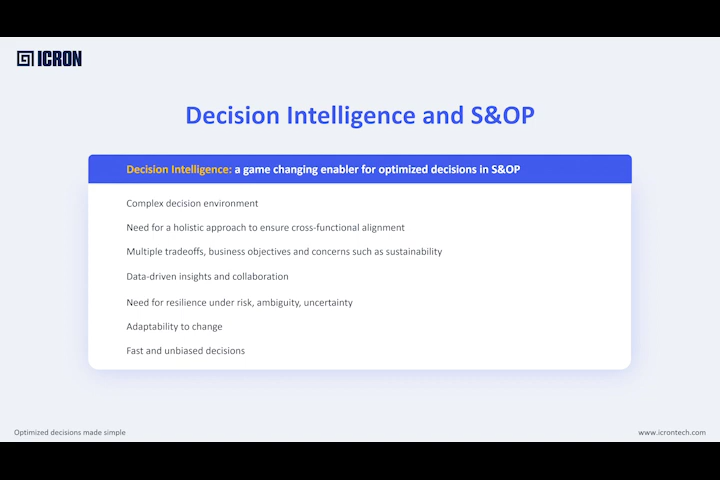 ICRON
Decision Intelligence and S&OP
Decision Intelligence: a game changing enabler for optimized decisions in S&OP
Complex decision environment
Need for a holistic approach to ensure cross-functional alignment
Multiple tradeoffs, business objectives and concerns such as sustainability
Data-driven insights and collaboration
Need for resilience under risk, ambiguity, uncertainty
Adaptability to change
Fast and unbiased decisions
Optimized decisions made simple
www.icrontech.com